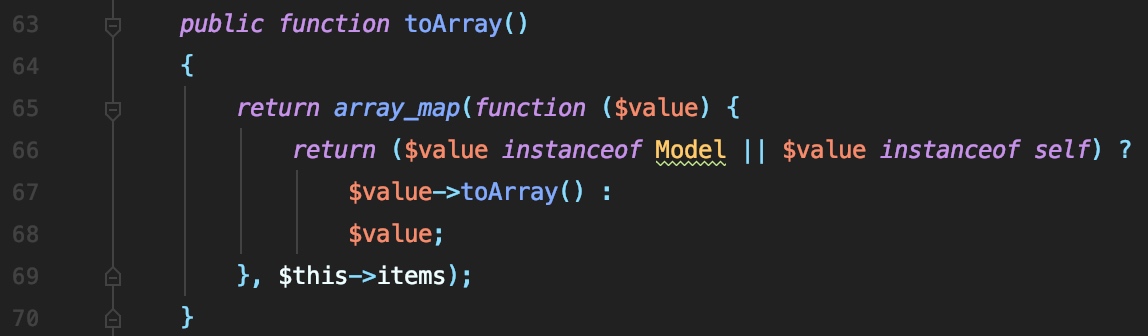 63 public function toArray()
64 {
65 return array_map(function ($value) {
66 return ($value instanceof Model || $value instanceof self) ?
67 $value->toArray() :
68 $value;
69 }, $this->items);
70 }